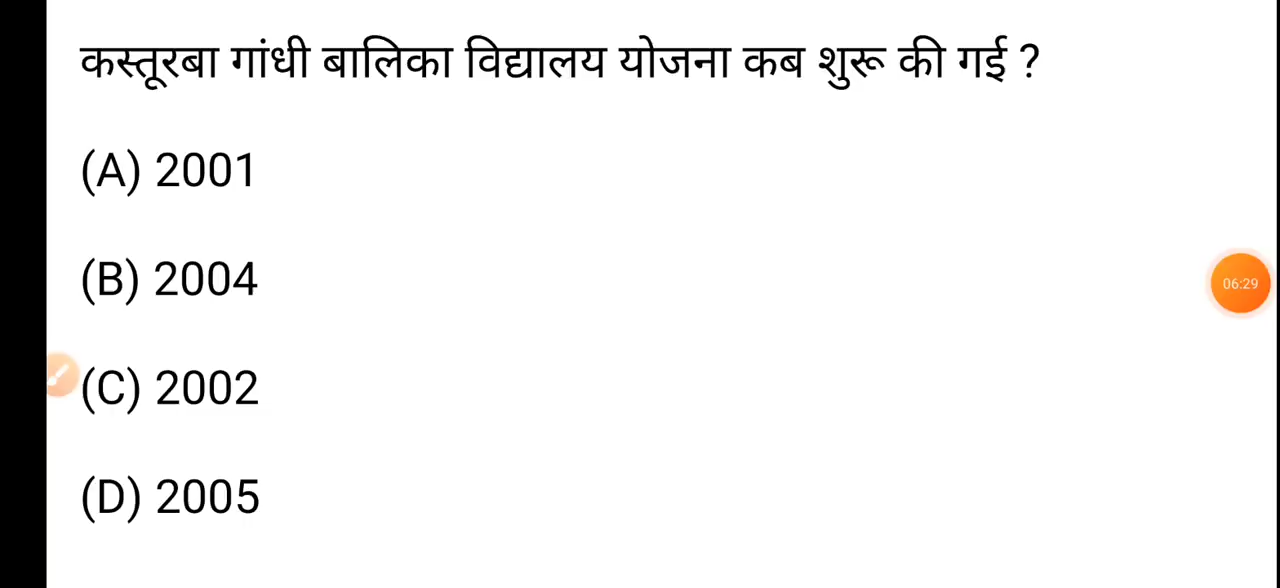 कस्तूरबा गांधी बालिका विद्यालय योजना कब शुरू की गई ?
(A) 2001
(B) 2004
06:29
(C) 2002
(D) 2005